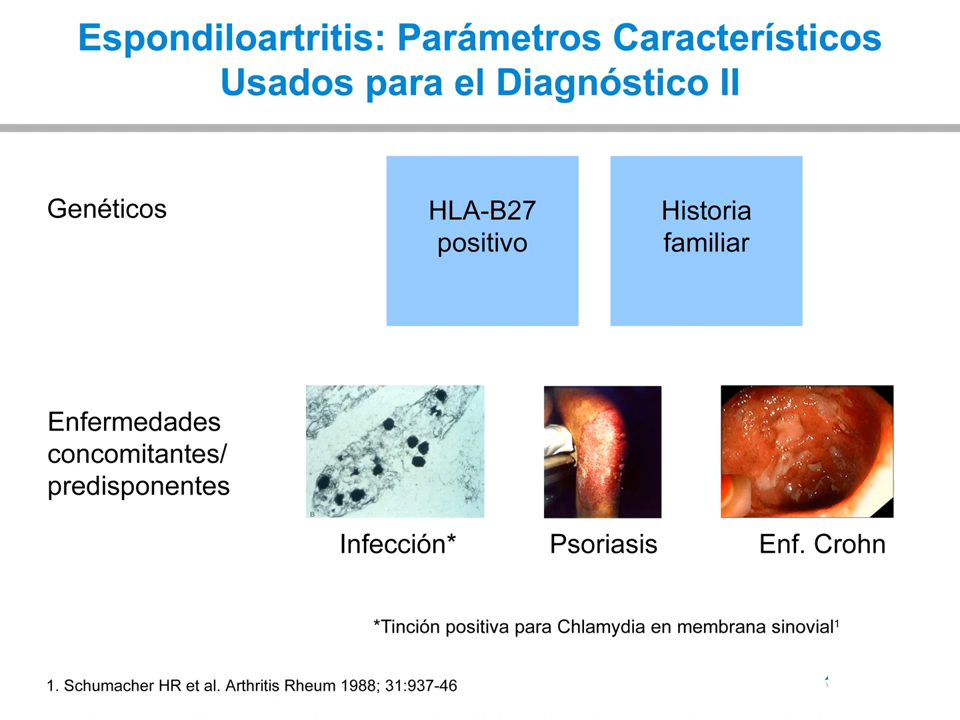 Espondiloartritis: Parámetros Característicos
Usados para el Diagnóstico II
Genéticos
HLA-B27
positivo
Historia
familiar
Enfermedades
concomitantes/
predisponentes
Infección*
Psoriasis
Enf. Crohn
*Tinción positiva para Chlamydia en membrana sinovial¹
1. Schumacher HR et al. Arthritis Rheum 1988; 31:937-46